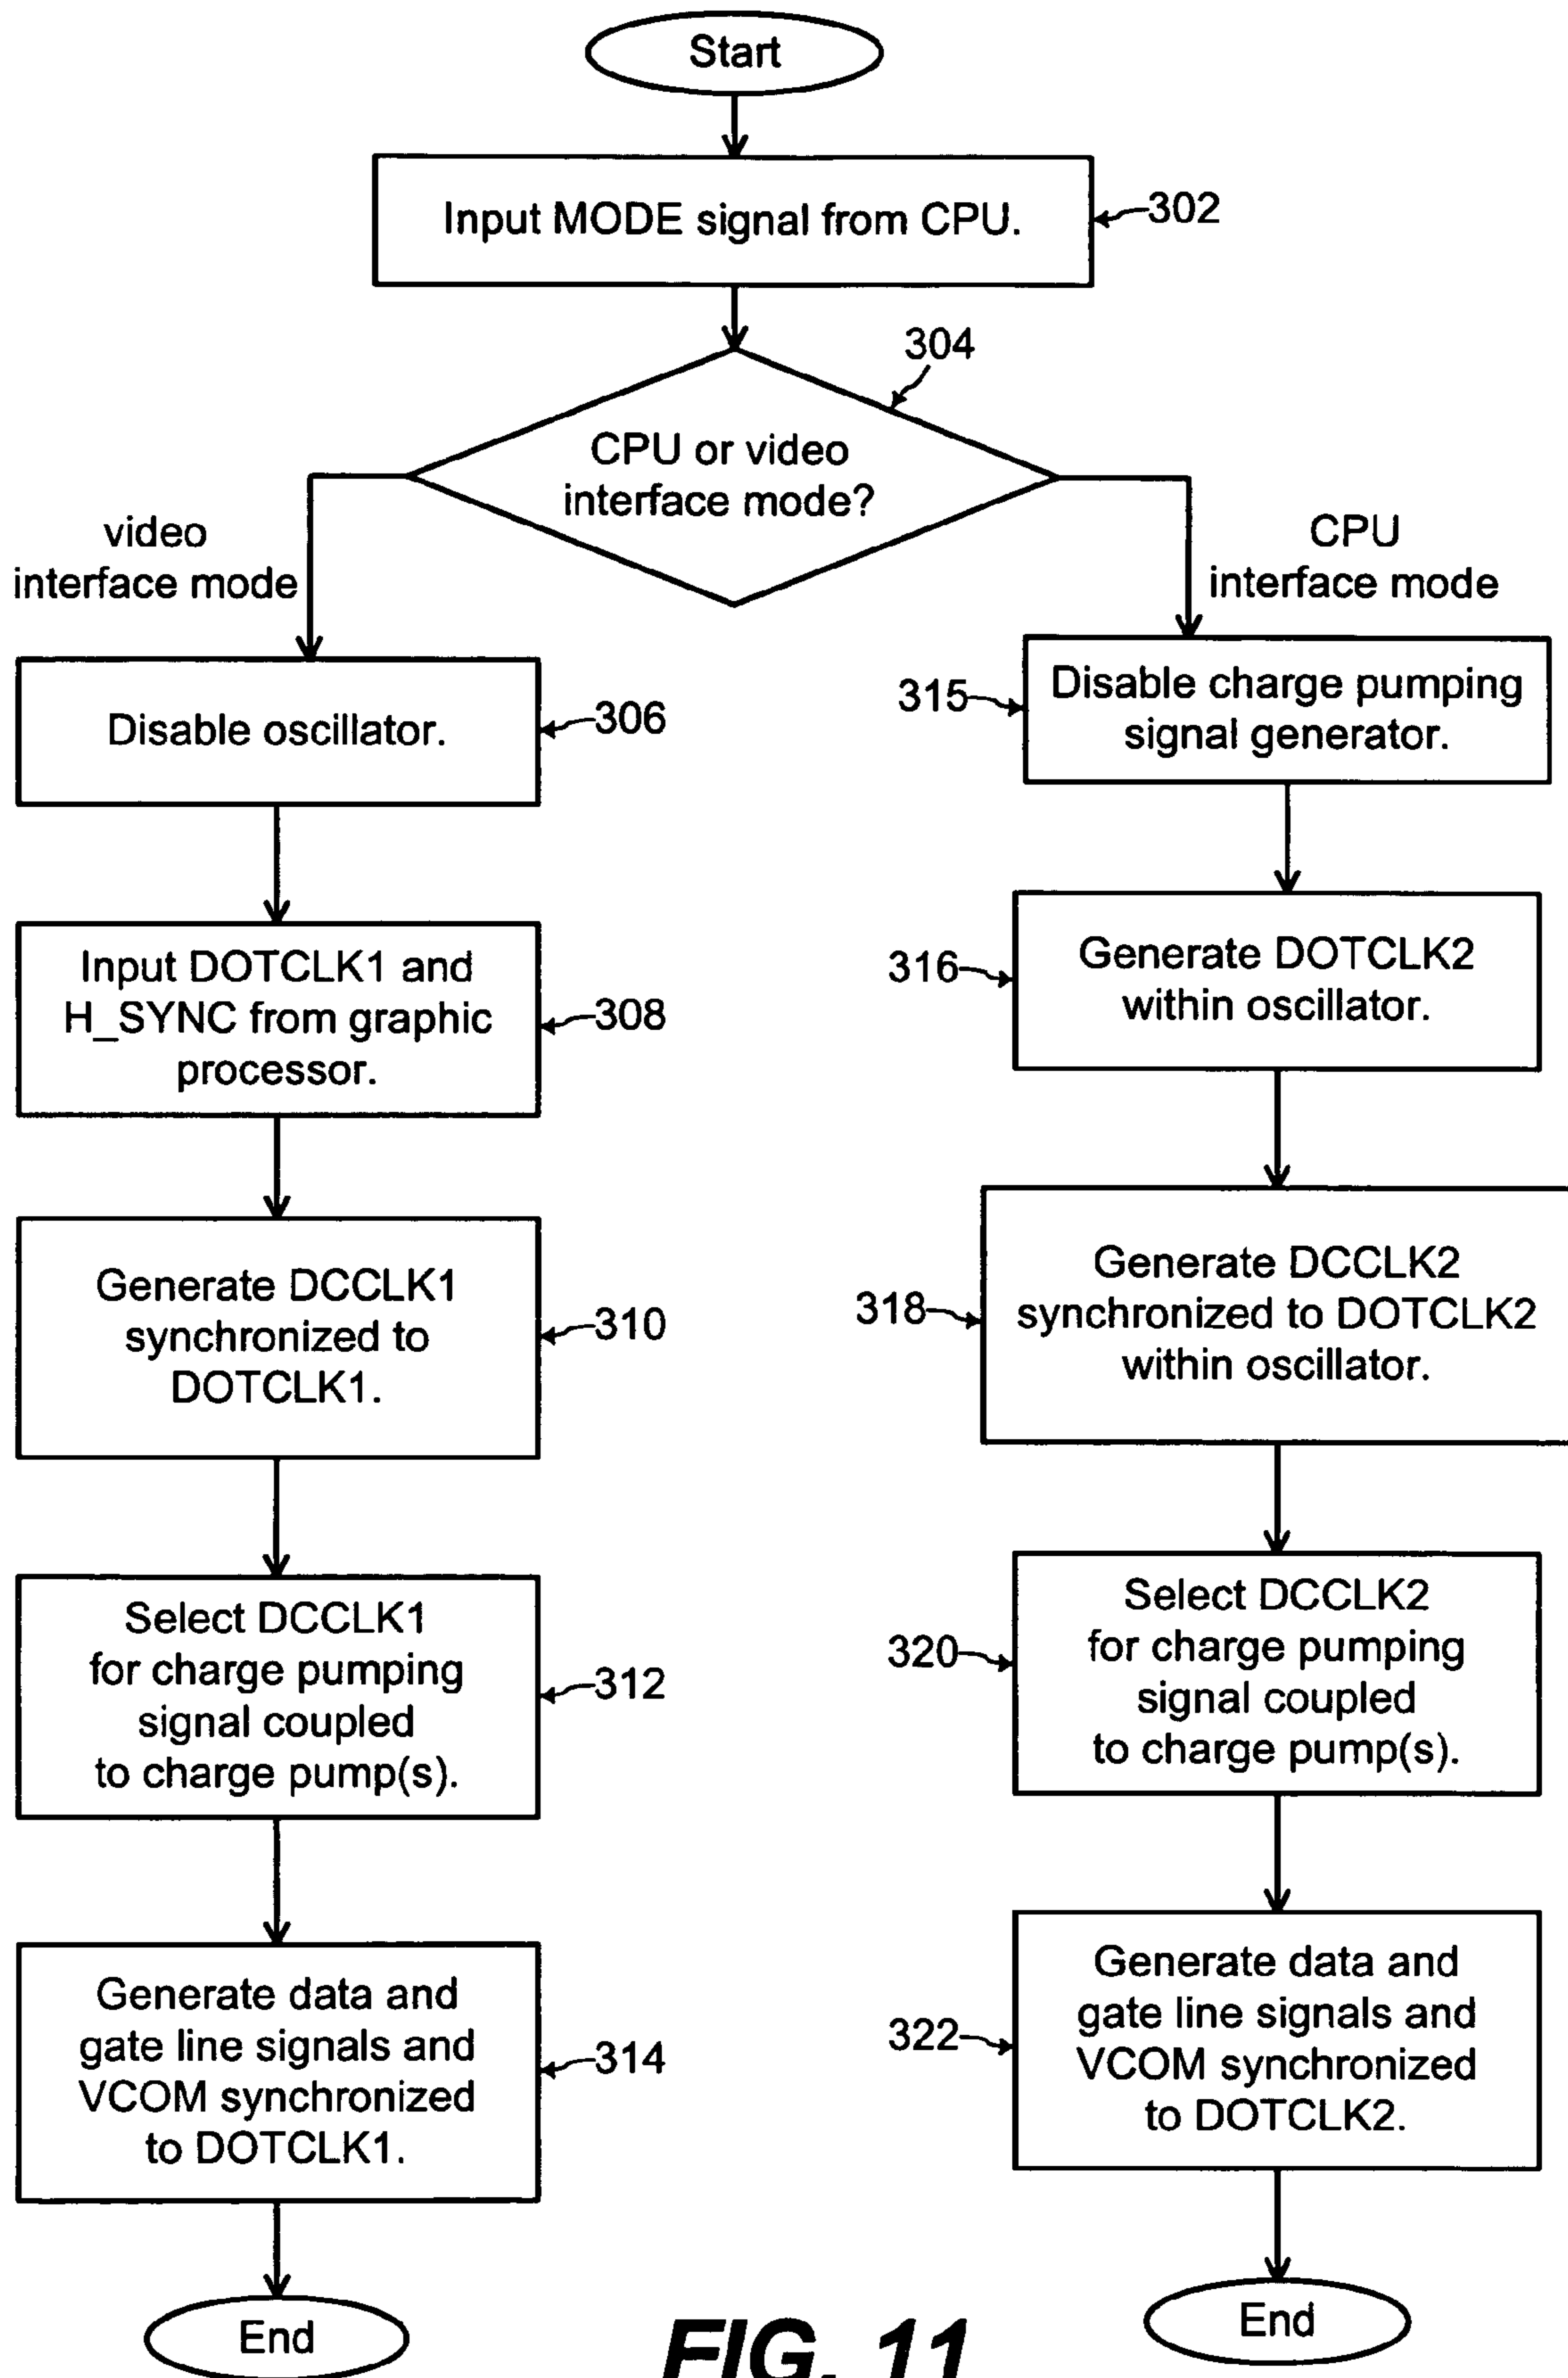 Start
Input MODE signal from CPU.
302
304
CPU or video
interface mode?
video
interface mode
CPU
interface mode
Disable oscillator.
306
Input DOTCLK1 and
H_SYNC from graphic
processor.
308
Generate DCCLK1
synchronized to
DOTCLK1.
310
Select DCCLK1
for charge pumping
signal coupled
to charge pump(s).
312
Generate data and
gate line signals and
VCOM synchronized
to DOTCLK1.
314
End
315
Disable charge pumping
signal generator.
316
Generate DOTCLK2
within oscillator.
318
Generate DCCLK2
synchronized to DOTCLK2
within oscillator.
320
Select DCCLK2
for charge pumping
signal coupled
to charge pump(s).
322
Generate data and
gate line signals and
VCOM synchronized
to DOTCLK2.
End
FIG. 11